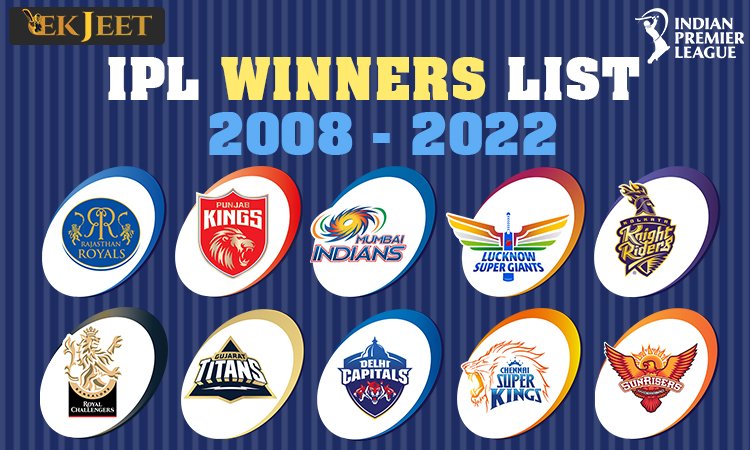 EKJEET
INDIAN
PREMIER
LEAGUE
IPL WINNERS LIST
2008 - 2022
RAJASTHAN
ROYALS
PUNJAB
KINGS
MUMBAI
INDIANS
LUCKNOW
SUPER GIANTS
KOLKATA
Knight
Riders
ROYAL
CHALLENGERS
GUJARAT
TITANS
DELHI
CAPITALS
CHENNAI
SUPER
KINGS
SUNRISERS